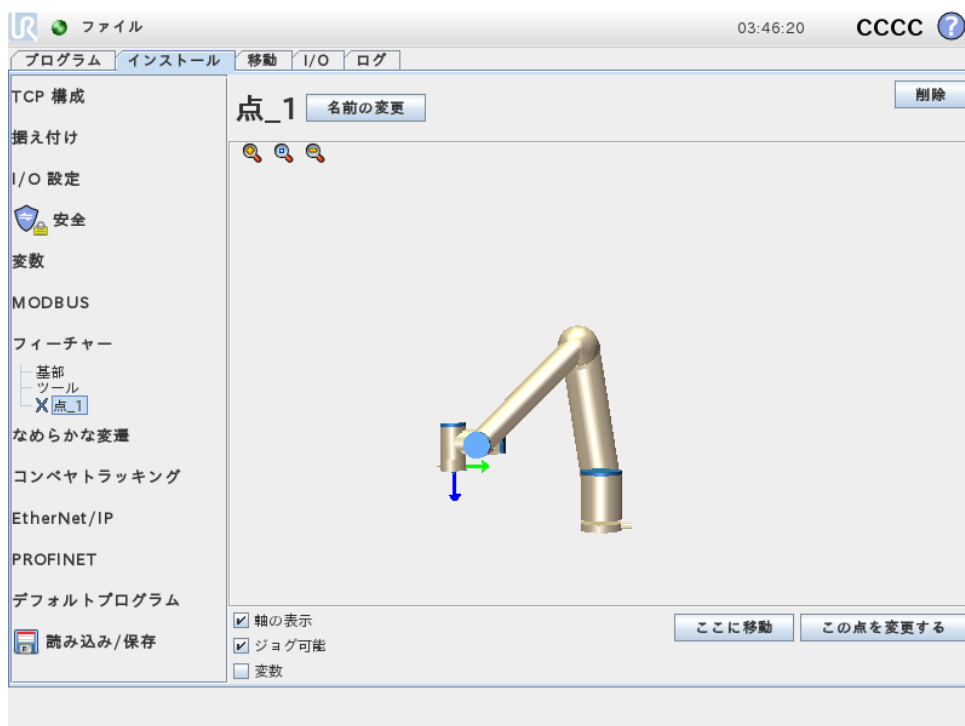 UR ファイル 03:46:20 CCCC ?
プログラム インストール 移動 I/O ログ
TCP 構成
据え付け
I/O 設定
安全
変数
MODBUS
フィーチャー
基部
ツール
点_1
なめらかな変遷
コンベヤトラッキング
EtherNet/IP
PROFINET
デフォルトプログラム
読み込み/保存
点_1 名前の変更 削除
軸の表示
ジョグ可能
変数
ここに移動 この点を変更する